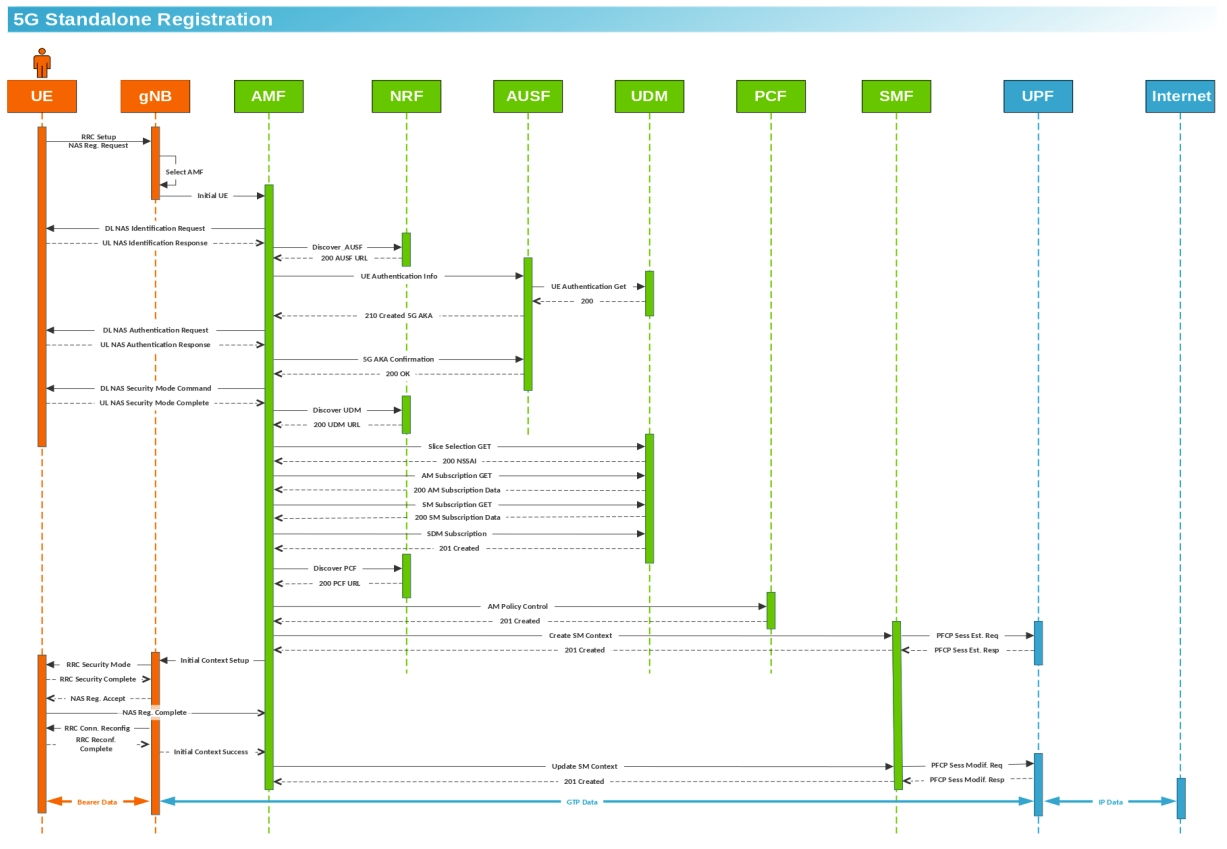 5G Standalone Registration
UE
gNB
AMF
NRF
AUSF
UDM
PCF
SMF
UPF
Internet
RRC Setup
NAS Reg. Request
Select AMF
Initial UE
DL NAS Identification Request
UL NAS Identification Response
Discover AUSF
200 AUSF URL
UE Authentication Info
UE Authentication Get
200
210 Created 5G AKA
DL NAS Authentication Request
UL NAS Authentication Response
5G AKA Confirmation
200 OK
DL NAS Security Mode Command
UL NAS Security Mode Complete
Discover UDM
200 UDM URL
Slice Selection GET
200 NSSAI
AM Subscription GET
200 AM Subscription Data
SM Subscription GET
200 SM Subscription Data
SDM Subscription
201 Created
Discover PCF
200 PCF URL
AM Policy Control
201 Created
Create SM Context
PFCP Sess Est. Req
201 Created
PFCP Sess Est. Resp
Initial Context Setup
RRC Security Mode
RRC Security Complete
NAS Reg. Accept
NAS Reg. Complete
RRC Conn. Reconfig
RRC Reconf.
Complete
Initial Context Success
Update SM Context
PFCP Sess Modif. Req
201 Created
PFCP Sess Modif. Resp
Bearer Data
GTP Data
IP Data